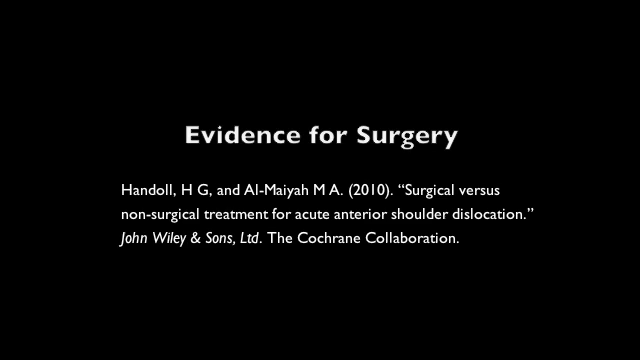 Evidence for Surgery
Handoll, H G, and Al-Maiyah M A. (2010). “Surgical versus
non-surgical treatment for acute anterior shoulder dislocation.”
John Wiley & Sons, Ltd. The Cochrane Collaboration.